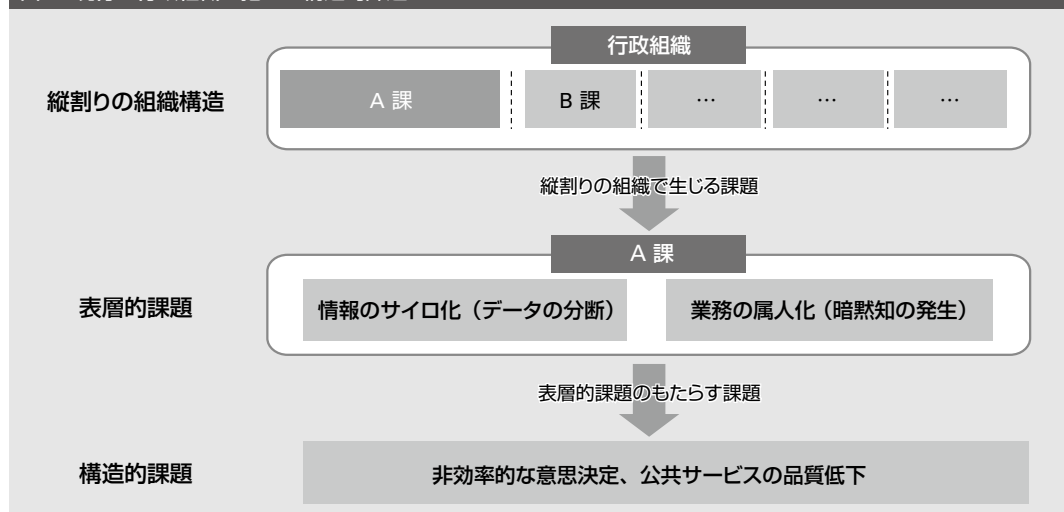 行政組織
縦割りの組織構造
A 課
B 課
…
…
…
縦割りの組織で生じる課題
A 課
表層的課題
情報のサイロ化（データの分断）
業務の属人化（暗黙知の発生）
表層的課題のもたらす課題
構造的課題
非効率的な意思決定、公共サービスの品質低下